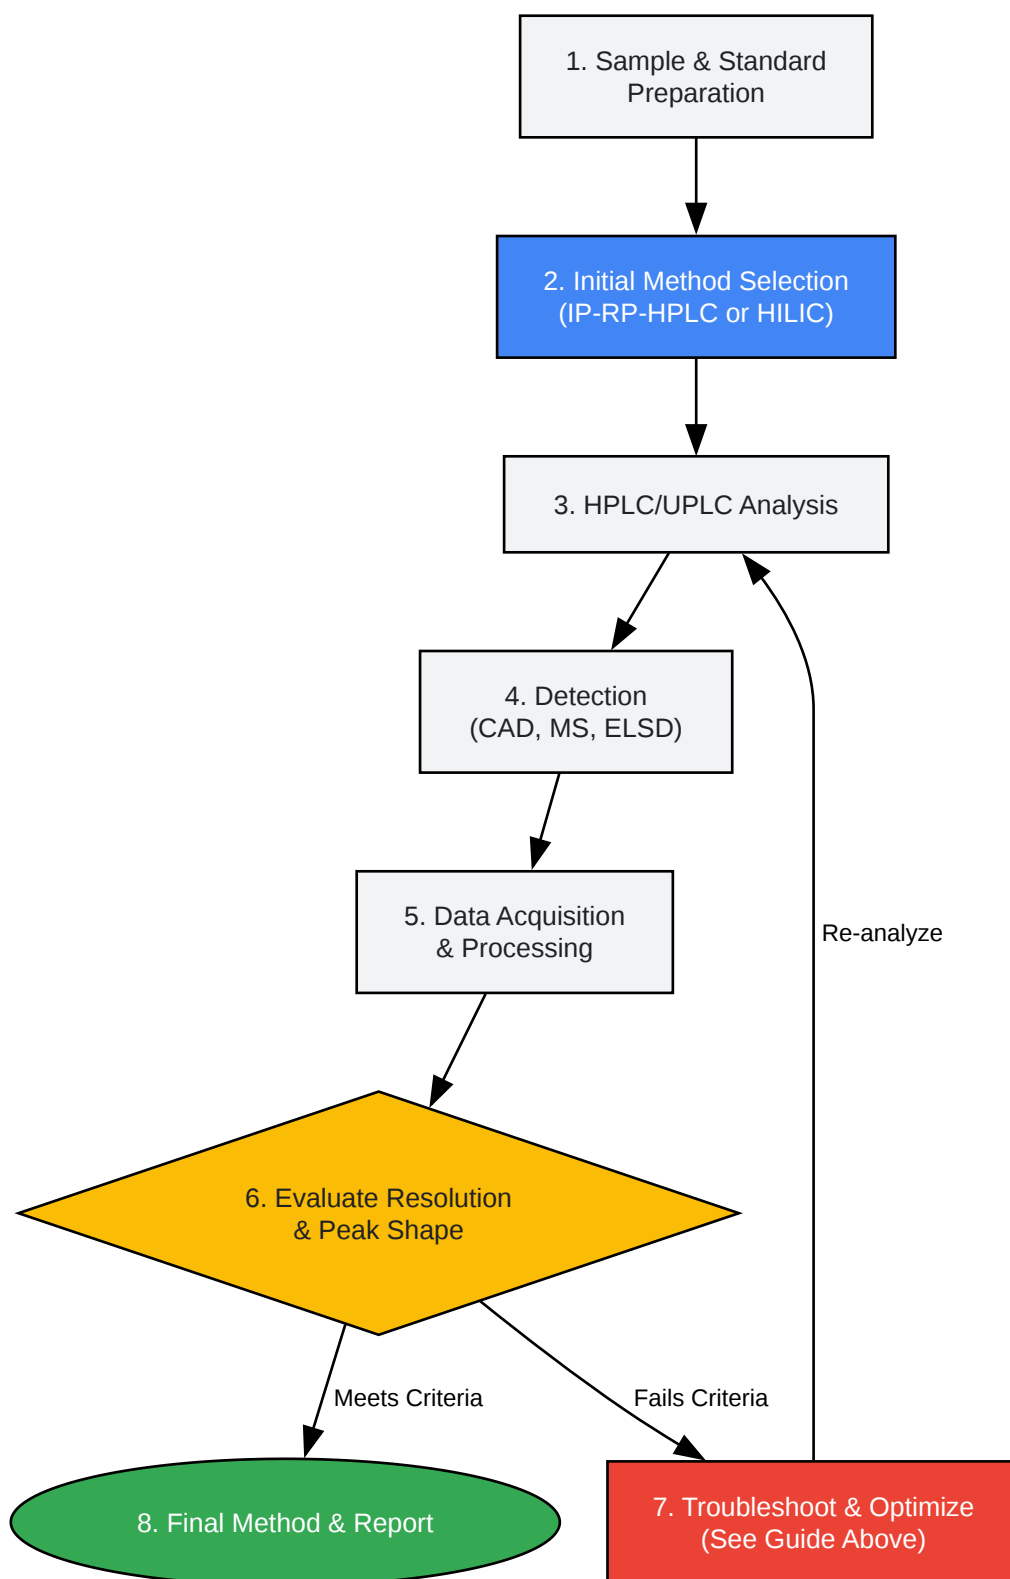 1. Sample & Standard
Preparation
2. Initial Method Selection
(IP-RP-HPLC or HILIC)
3. HPLC/UPLC Analysis
4. Detection
(CAD, MS, ELSD)
5. Data Acquisition
& Processing
Re-analyze
6. Evaluate Resolution
& Peak Shape
Meets Criteria
Fails Criteria
8. Final Method & Report
7. Troubleshoot & Optimize
(See Guide Above)